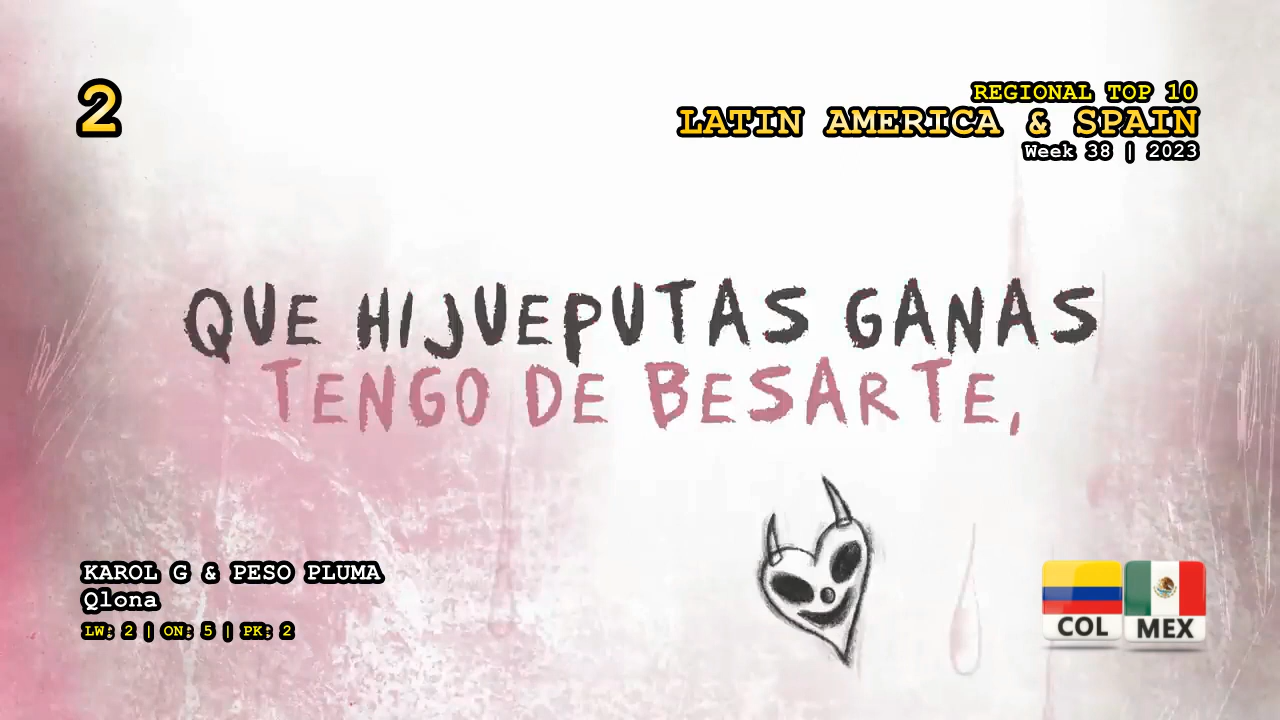 2
REGIONAL TOP 10
LATIN AMERICA & SPAIN
Week 38 | 2023
QUE HIJUEPUTAS GANAS
TENGO DE BESARTE,
KAROL G & PESO PLUMA
Qlona
LW: 2 | ON: 5 | PK: 2
COL
MEX